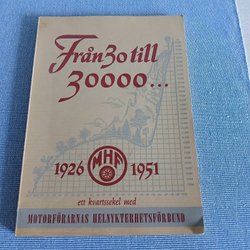 Från 30 till
30000...
1926 MHF 1951
ett kvartssekel med
MOTORFÖRARNAS HELNYKTERHETSFÖRBUND